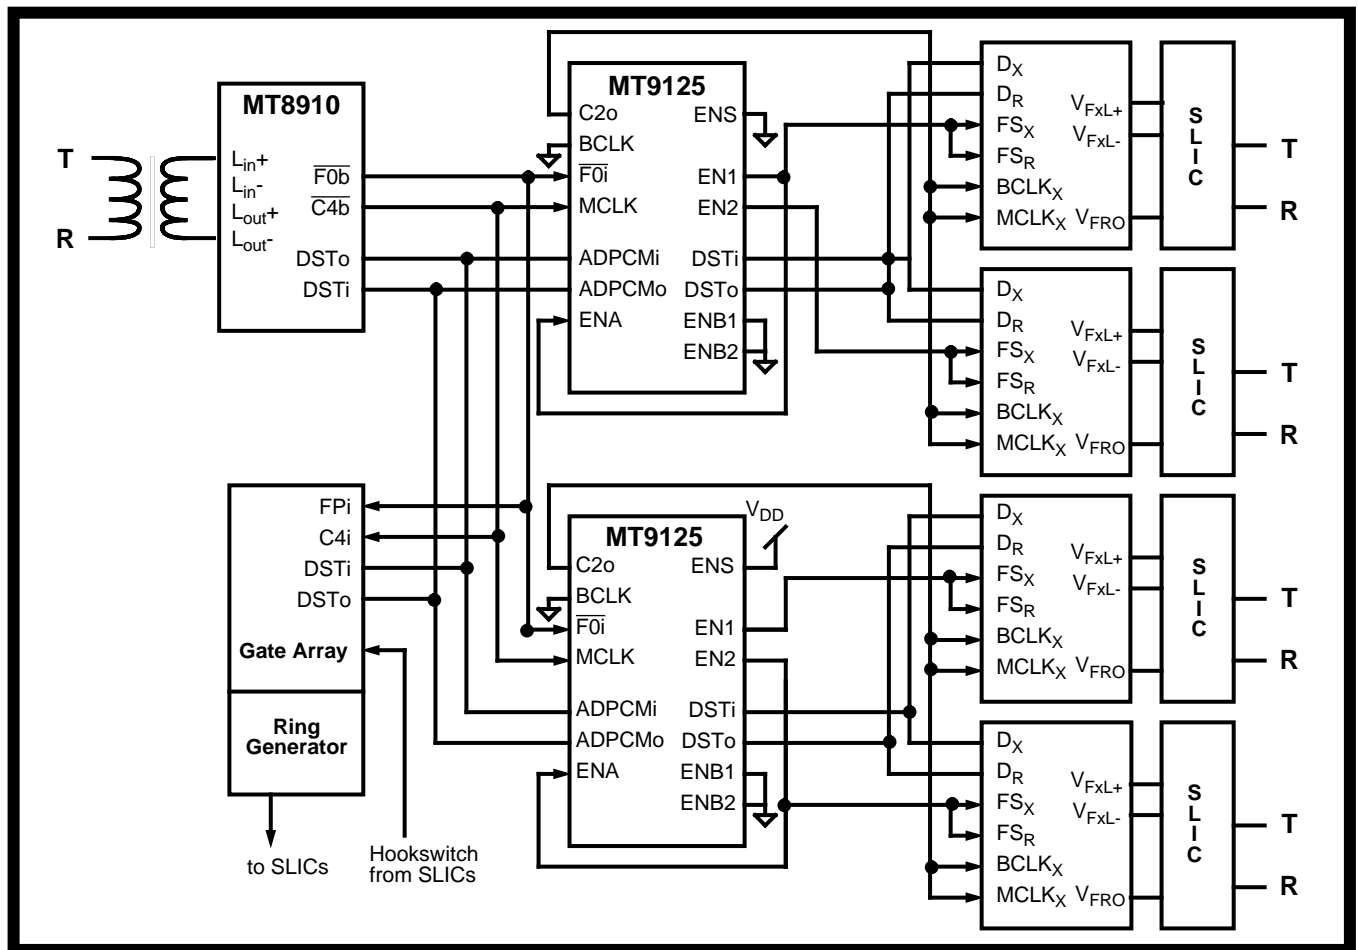 MT8910
T
R
Lin+
Lin-
Lout+
Lout-
F0b
C4b
DSTo
DSTi
MT9125
C2o
BCLK
F0i
MCLK
ADPCMi
ADPCMo
ENA
ENS
EN1
EN2
DSTi
DSTo
ENB1
ENB2
DX
DR
FSX
FSR
BCLKX
MCLKX
VFxL+
VFxL-
VFRO
SLIC
T
R
DX
DR
FSX
FSR
BCLKX
MCLKX
VFxL+
VFxL-
VFRO
SLIC
T
R
FPi
C4i
DSTi
DSTo
Gate Array
Ring
Generator
to SLICs
Hookswitch
from SLICs
MT9125
C2o
BCLK
F0i
MCLK
ADPCMi
ADPCMo
ENA
VDD
ENS
EN1
EN2
DSTi
DSTo
ENB1
ENB2
DX
DR
FSX
FSR
BCLKX
MCLKX
VFxL+
VFxL-
VFRO
SLIC
T
R
DX
DR
FSX
FSR
BCLKX
MCLKX
VFxL+
VFxL-
VFRO
SLIC
T
R